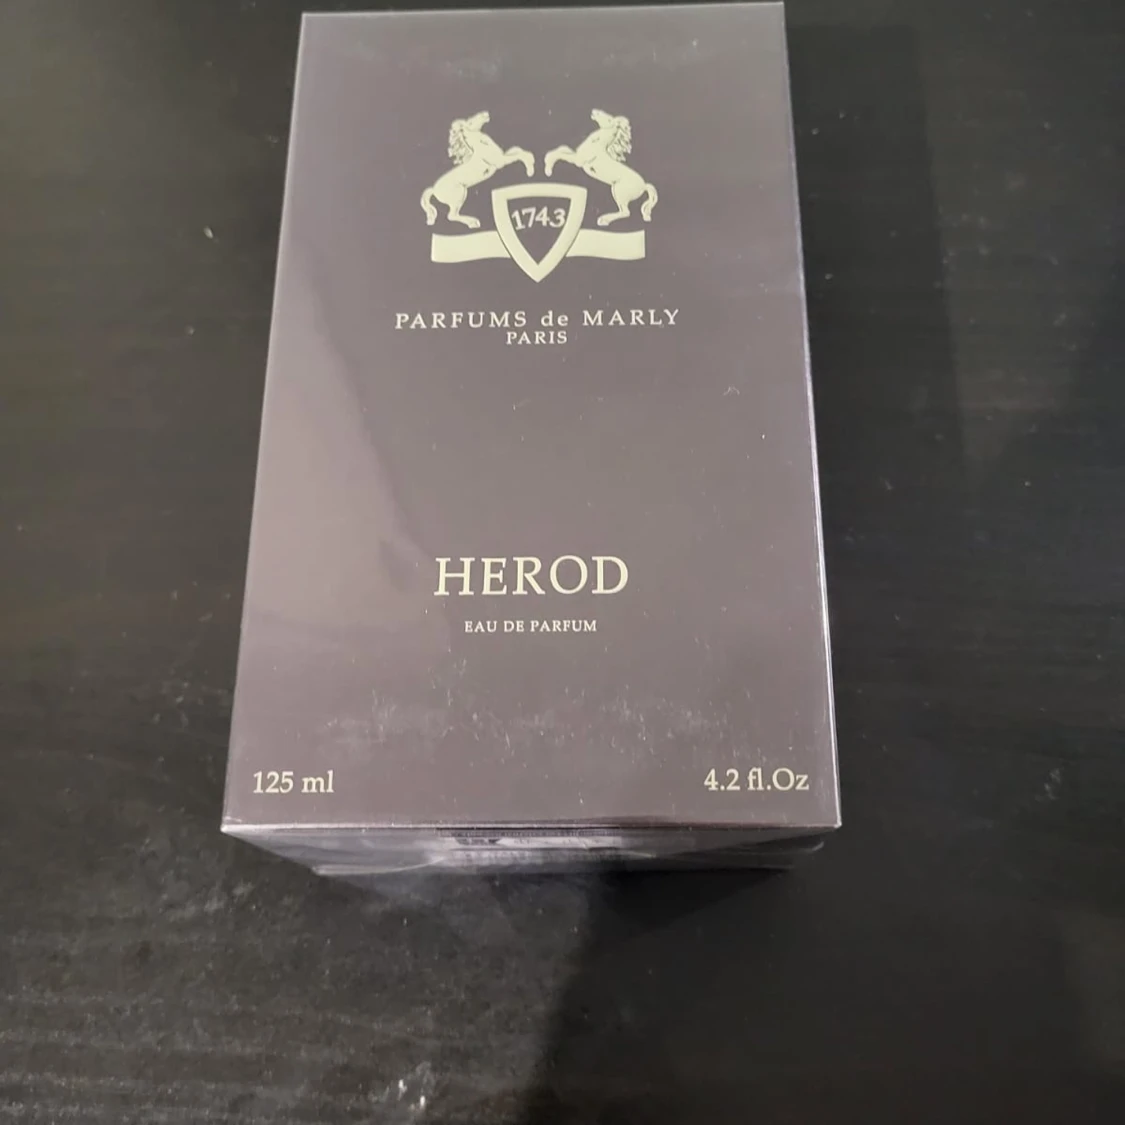 1743
PARFUMS de MARLY
PARIS
HEROD
EAU DE PARFUM
125 ml
4.2 fl.Oz